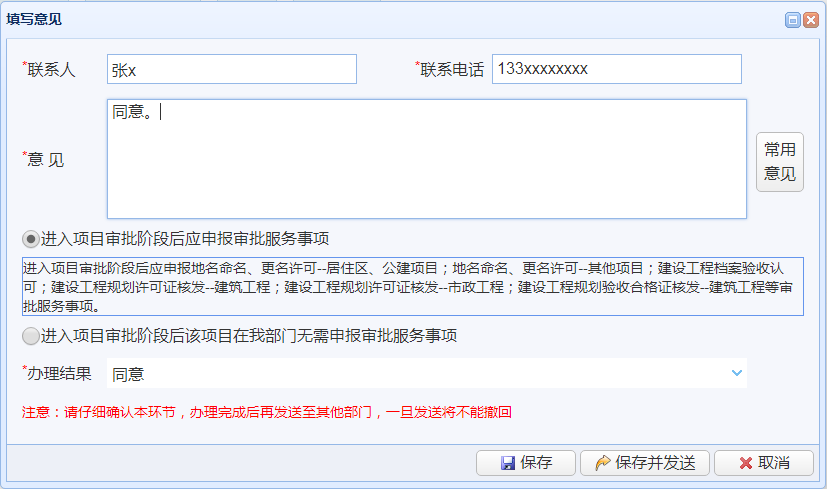 填写意见
*联系人 张x *联系电话 133xxxxxxxx
同意。
*意 见
常用
意见
进入项目审批阶段后应申报审批服务事项
进入项目审批阶段后应申报地名命名、更名许可--居住区、公建项目；地名命名、更名许可--其他项目；建设工程档案验收认
可；建设工程规划许可证核发--建筑工程；建设工程规划许可证核发--市政工程；建设工程规划验收合格证核发--建筑工程等审
批服务事项。
进入项目审批阶段后该项目在我部门无需申报审批服务事项
*办理结果 同意
注意：请仔细确认本环节，办理完成后再发送至其他部门，一旦发送将不能撤回
保存 保存并发送 取消